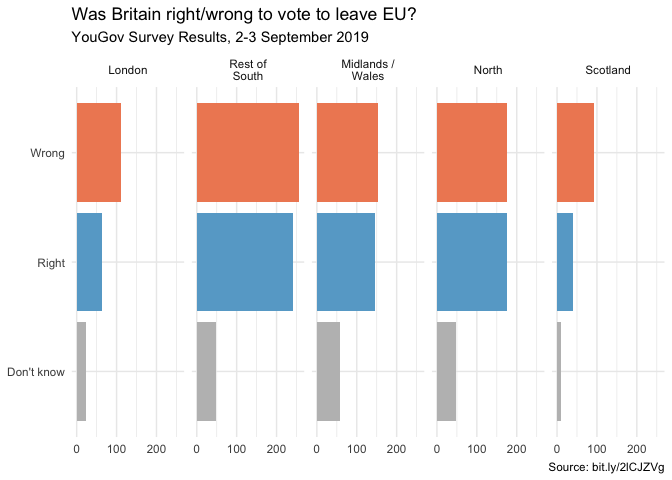 Was Britain right/wrong to vote to leave EU?
YouGov Survey Results, 2-3 September 2019
London
Rest of
South
Midlands /
Wales
North
Scotland
Wrong
Right
Don't know
0 100 200
0 100 200
0 100 200
0 100 200
0 100 200
Source: bit.ly/2lCJZVg